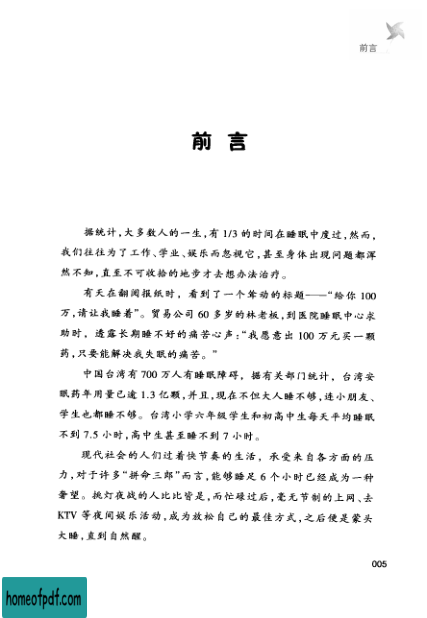 前言
前言
据统计,大多数人的一生,有 1/3 的时间在睡眠中度过,然而,
我们往往为了工作、学业、娱乐而忽视它,甚至身体出现问题都浑
然不知,直至不可收拾的地步才去想办法治疗。
有天在翻阅报纸时,看到了一个耸动的标题——“给你 100
万,请让我睡着”。贸易公司 60 多岁的林老板,到医院睡眠中心求
助时,透露长期睡不好的痛苦心声:“我愿意出 100 万元买一颗
药,只要能解决我失眠的痛苦。”
中国台湾有 700 万人有睡眠障碍,据有关部门统计,台湾安
眠药年用量已逾 1.3 亿颗,并且,现在不但大人睡不够,连小朋友、
学生也都睡不够。台湾小学六年级学生和初高中生每天平均睡眠
不到 7.5 小时,高中生甚至睡不到 7 小时。
现代社会的人们过着快节奏的生活,承受来自各方面的压
力,对于许多“拼命三郎”而言,能够睡足 6 个小时已经成为一种
奢望。挑灯夜战的人比比皆是,而忙碌过后,毫无节制的上网、去
KTV 等夜间娱乐活动,成为放松自己的最佳方式,之后便是蒙头
大睡,直到自然醒。
005
homeofpdf.com